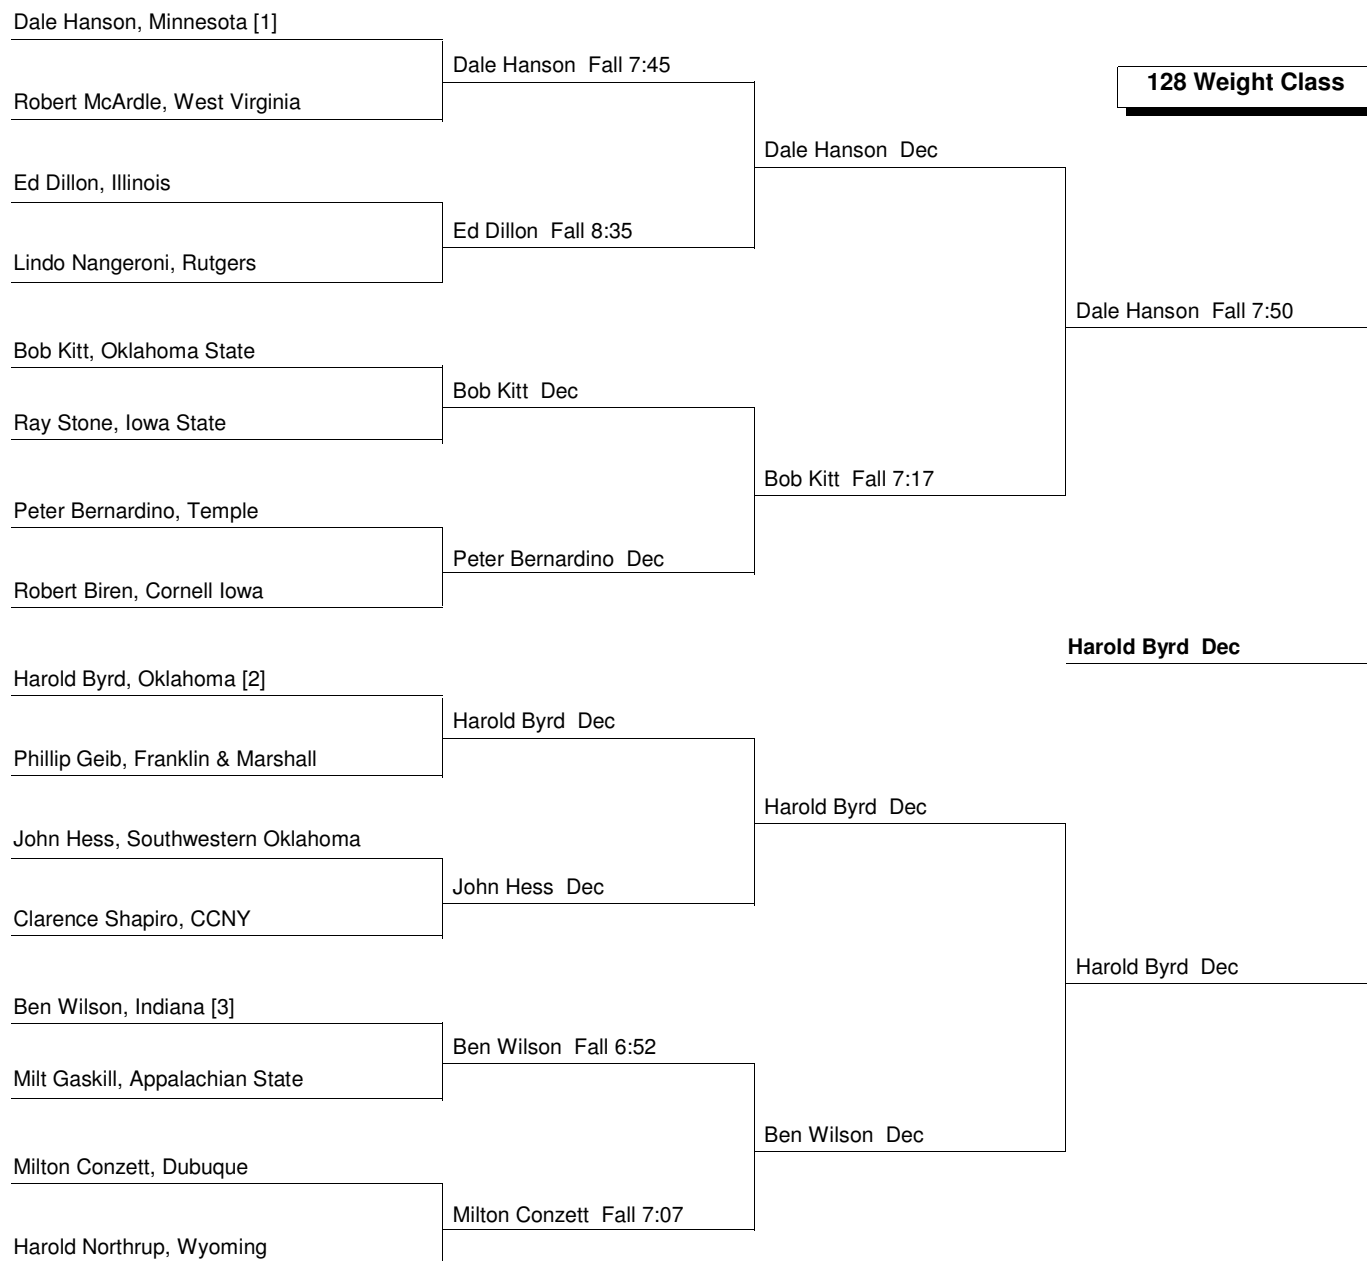 Dale Hanson, Minnesota [1]
Dale Hanson  Fall 7:45
128 Weight Class
Robert McArdle, West Virginia
Dale Hanson  Dec
Ed Dillon, Illinois
Ed Dillon  Fall 8:35
Lindo Nangeroni, Rutgers
Dale Hanson  Fall 7:50
Bob Kitt, Oklahoma State
Bob Kitt  Dec
Ray Stone, Iowa State
Bob Kitt  Fall 7:17
Peter Bernardino, Temple
Peter Bernardino  Dec
Robert Biren, Cornell Iowa
Harold Byrd  Dec
Harold Byrd, Oklahoma [2]
Harold Byrd  Dec
Phillip Geib, Franklin & Marshall
Harold Byrd  Dec
John Hess, Southwestern Oklahoma
John Hess  Dec
Clarence Shapiro, CCNY
Harold Byrd  Dec
Ben Wilson, Indiana [3]
Ben Wilson  Fall 6:52
Milt Gaskill, Appalachian State
Ben Wilson  Dec
Milton Conzett, Dubuque
Milton Conzett  Fall 7:07
Harold Northrup, Wyoming